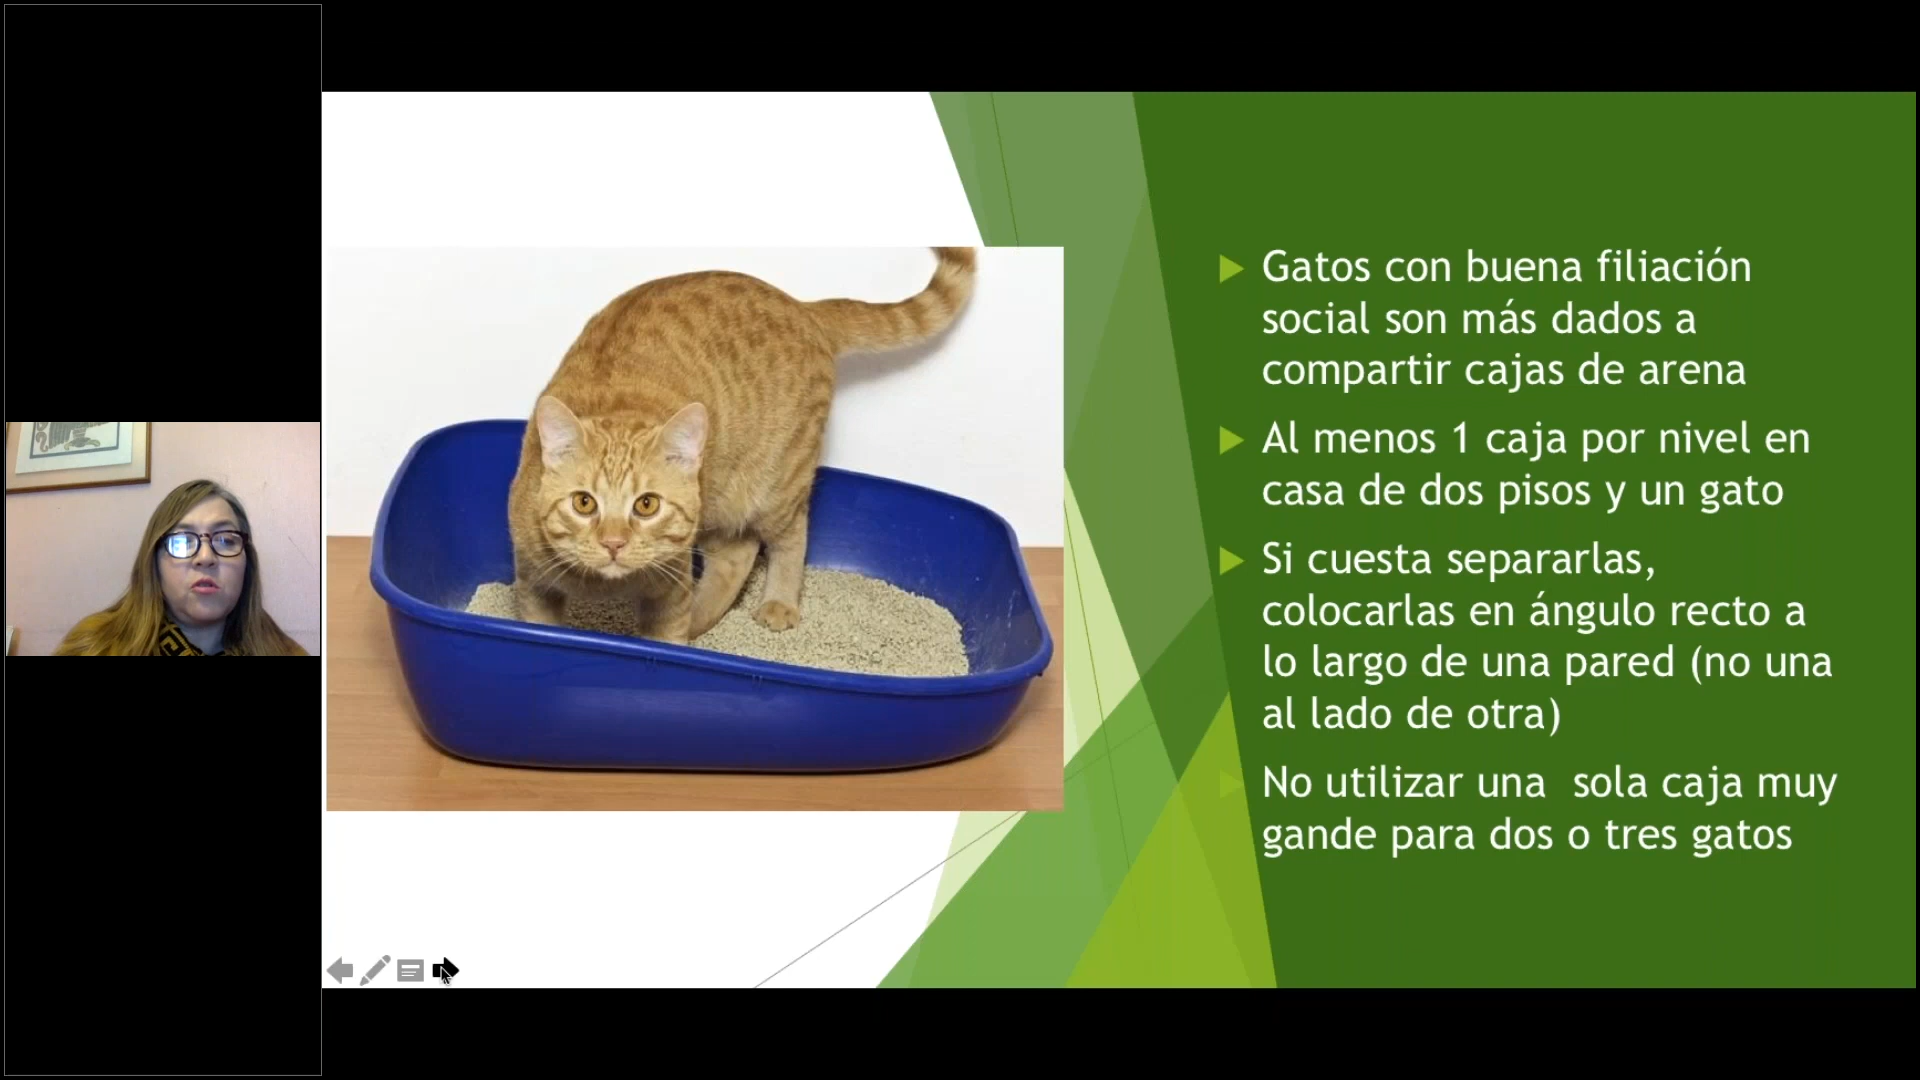 Gatos con buena filiación
social son más dados a
compartir cajas de arena
Al menos 1 caja por nivel en
casa de dos pisos y un gato
Si cuesta separarlas,
colocarlas en ángulo recto a
lo largo de una pared (no una
al lado de otra)
No utilizar una  sola caja muy
gande para dos o tres gatos